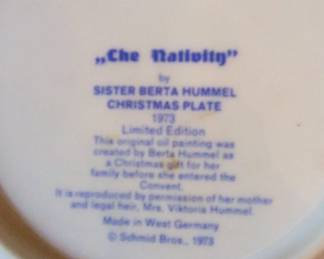 „The Nativity”
by
SISTER BERTA HUMMEL
CHRISTMAS PLATE
1973
Limited Edition
This original oil painting was
created by Berta Hummel as
a Christmas gift for her
family before she entered the
Convent.
It is reproduced by permission of her mother
and legal heir, Mrs. Viktoria Hummel.
Made in West Germany
© Schmid Bros., 1973